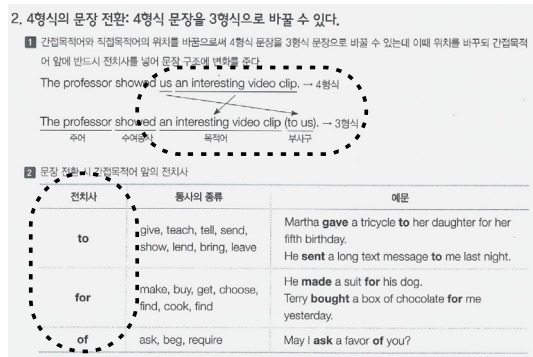 2. 4형식의 문장 전환: 4형식 문장을 3형식으로 바꿀 수 있다.
1 간접목적어와 직접목적어의 위치를 바꿈으로써 4형식 문장을 3형식 문장으로 바꿀 수 있는데 이때 위치를 바꾸되 간접목적
어 앞에 반드시 전치사를 넣어 문장 구조에 변화를 준다.
The professor showed us an interesting video clip. → 4형식
The professor showed an interesting video clip (to us). → 3형식
주어 수여동사 목적어 부사구
2 문장 전환 시 간접목적어 앞의 전치사
전치사 동사의 종류 예문
to
give, teach, tell, send,
show, lend, bring, leave
Martha gave a tricycle to her daughter for her
fifth birthday.
He sent a long text message to me last night.
for
make, buy, get, choose,
find, cook, find
He made a suit for his dog.
Terry bought a box of chocolate for me
yesterday.
of ask, beg, require May I ask a favor of you?